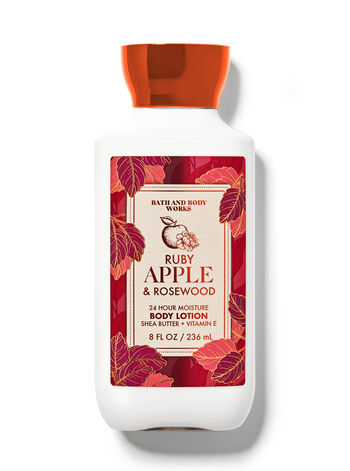 BATH AND BODY
WORKS
RUBY
APPLE
& ROSEWOOD
24 HOUR MOISTURE
BODY LOTION
SHEA BUTTER + VITAMIN E
8 FL OZ / 236 mL